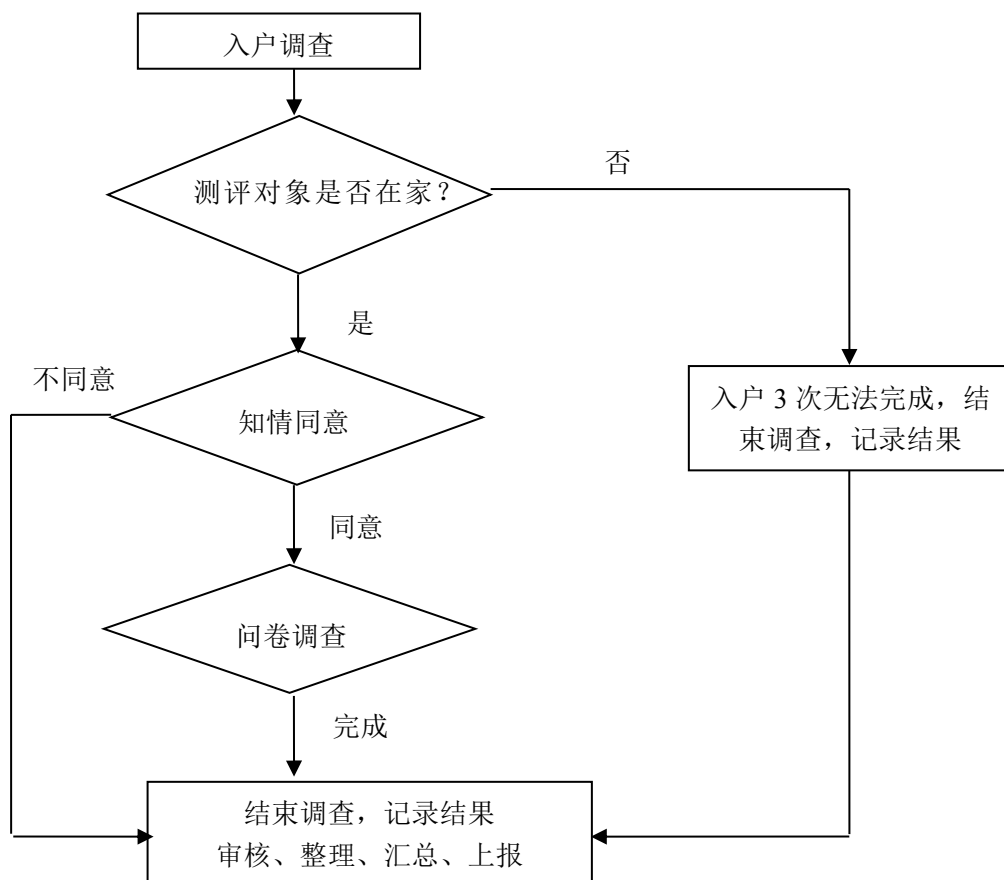 入户调查
测评对象是否在家？
否
是
不同意
知情同意
入户 3 次无法完成，结
束调查，记录结果
同意
问卷调查
完成
结束调查，记录结果
审核、整理、汇总、上报